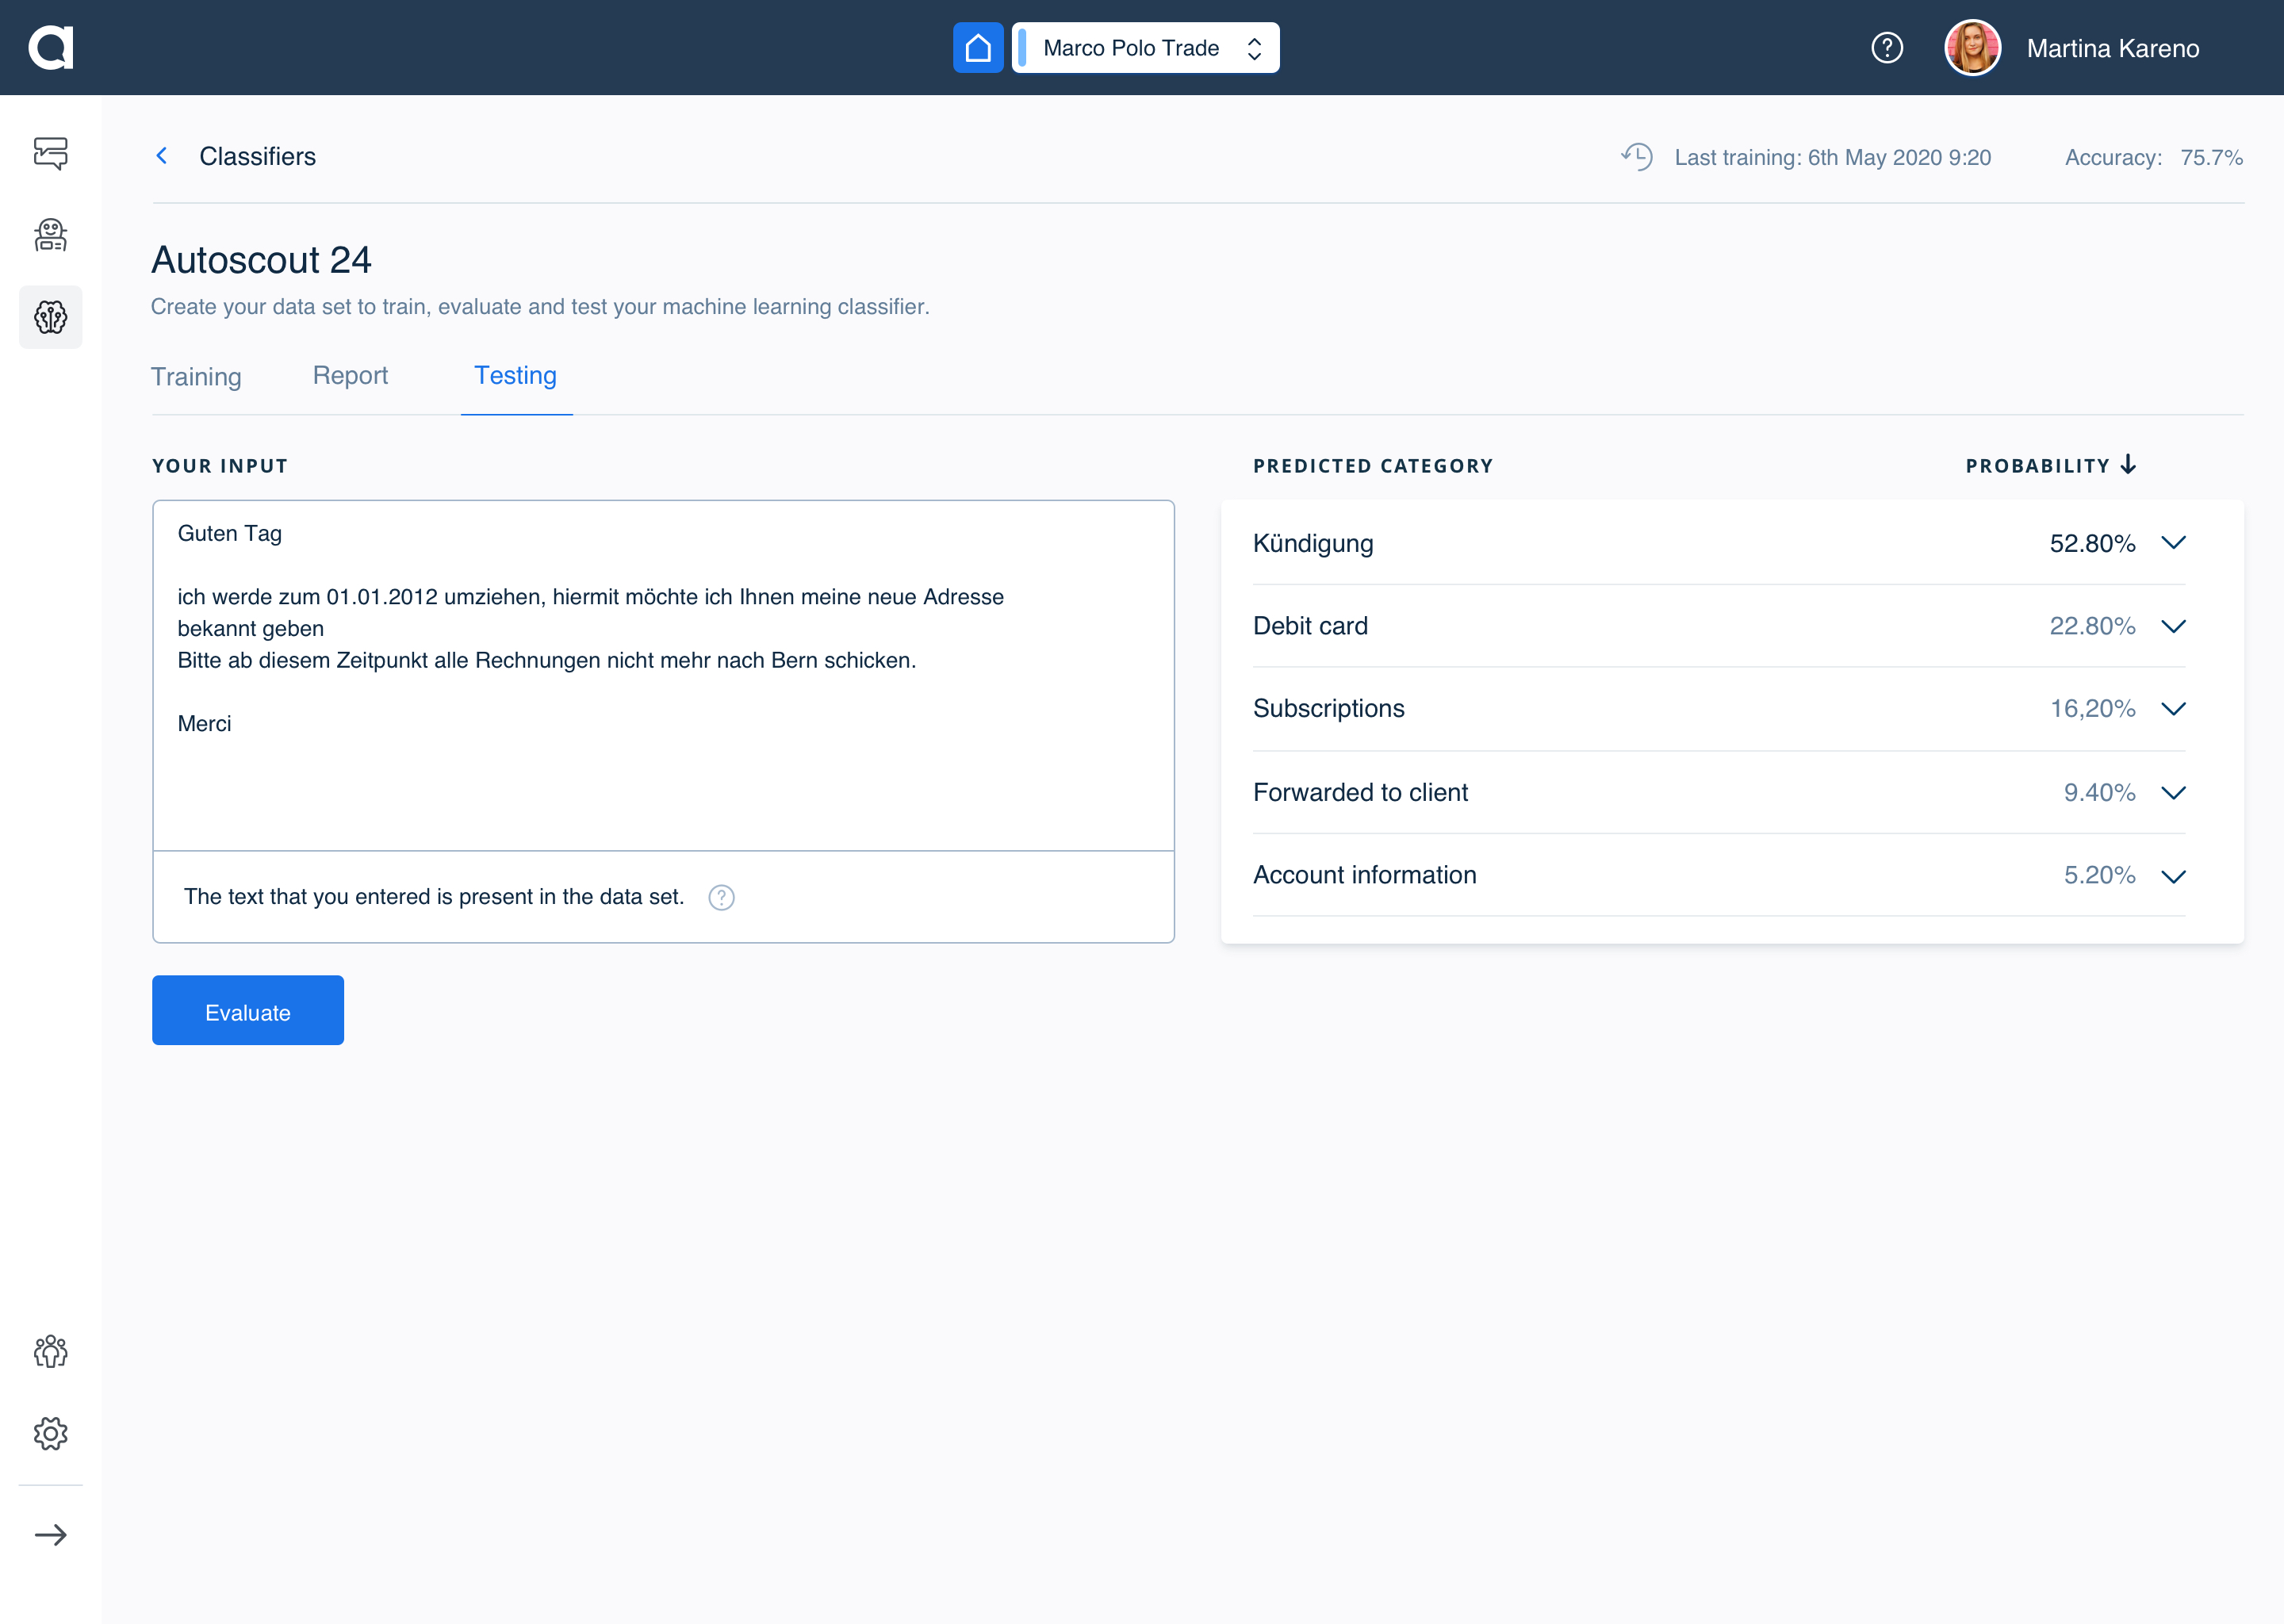 Marco Polo Trade
Martina Kareno
Classifiers
Last training: 6th May 2020 9:20
Accuracy: 75.7%
Autoscout 24
Create your data set to train, evaluate and test your machine learning classifier.
Training
Report
Testing
YOUR INPUT
Guten Tag
ich werde zum 01.01.2012 umziehen, hiermit möchte ich Ihnen meine neue Adresse
bekannt geben
Bitte ab diesem Zeitpunkt alle Rechnungen nicht mehr nach Bern schicken.
Merci
The text that you entered is present in the data set.
Evaluate
PREDICTED CATEGORY
PROBABILITY
Kündigung 52.80%
Debit card 22.80%
Subscriptions 16,20%
Forwarded to client 9.40%
Account information 5.20%